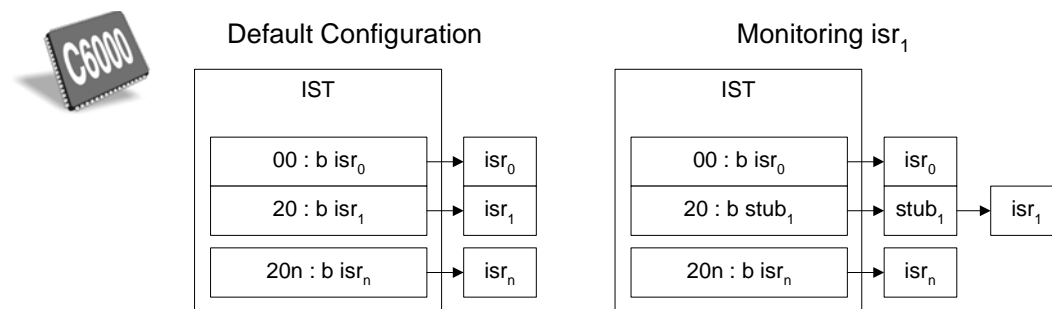 C6000
Default Configuration
Monitoring isr₁
IST
00 : b isr₀
isr₀
20 : b isr₁
isr₁
20n : b isrₙ
isrₙ
IST
00 : b isr₀
isr₀
20 : b stub₁
stub₁
isr₁
20n : b isrₙ
isrₙ